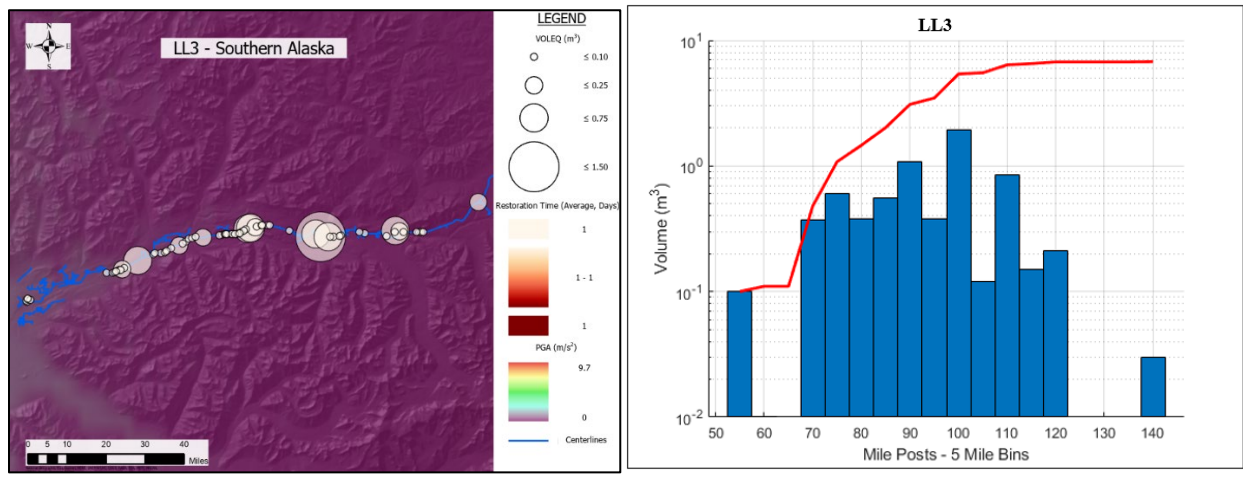 N
W E
S
LL3 - Southern Alaska
LEGEND
VOLEQ (m³)
≤ 0.10
≤ 0.25
≤ 0.75
≤ 1.50
Restoration Time (Average, Days)
1
1 - 1
1
PGA (m/s²)
9.7
0
Centerlines
0 5 10 20 30 40
Miles
LL3
10¹
10⁰
10⁻¹
10⁻²
Volume (m³)
50 60 70 80 90 100 110 120 130 140
Mile Posts - 5 Mile Bins